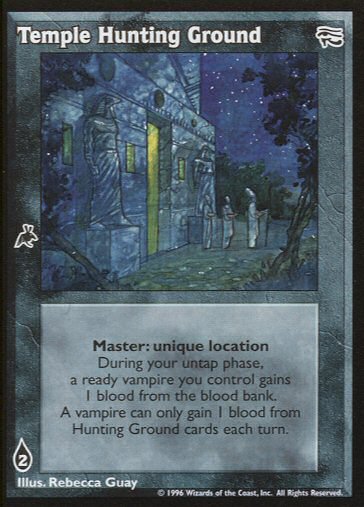 Temple Hunting Ground
Master: unique location
During your untap phase,
a ready vampire you control gains
1 blood from the blood bank.
A vampire can only gain 1 blood from
Hunting Ground cards each turn.
2
Illus. Rebecca Guay
© 1996 Wizards of the Coast, Inc. All Rights Reserved.